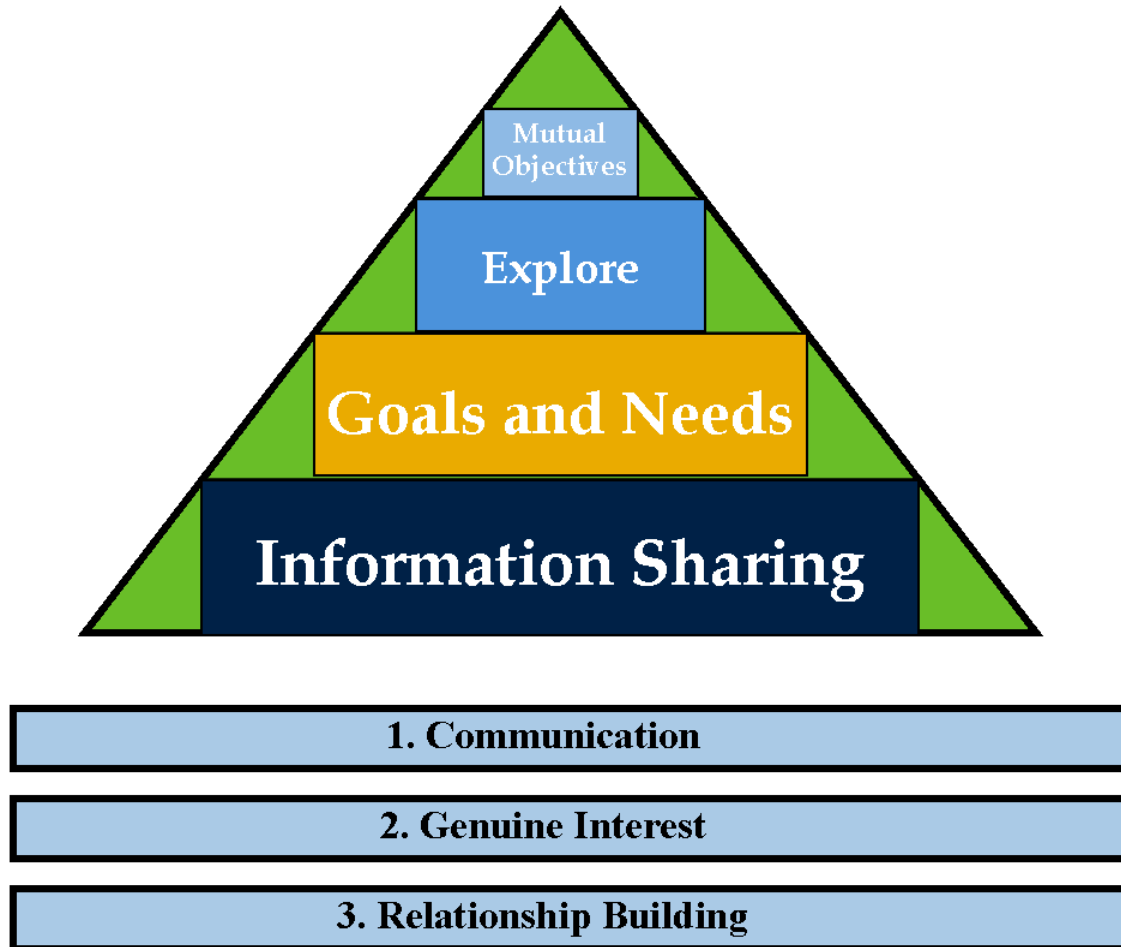 Mutual
Objectives
Explore
Goals and Needs
Information Sharing
1. Communication
2. Genuine Interest
3. Relationship Building